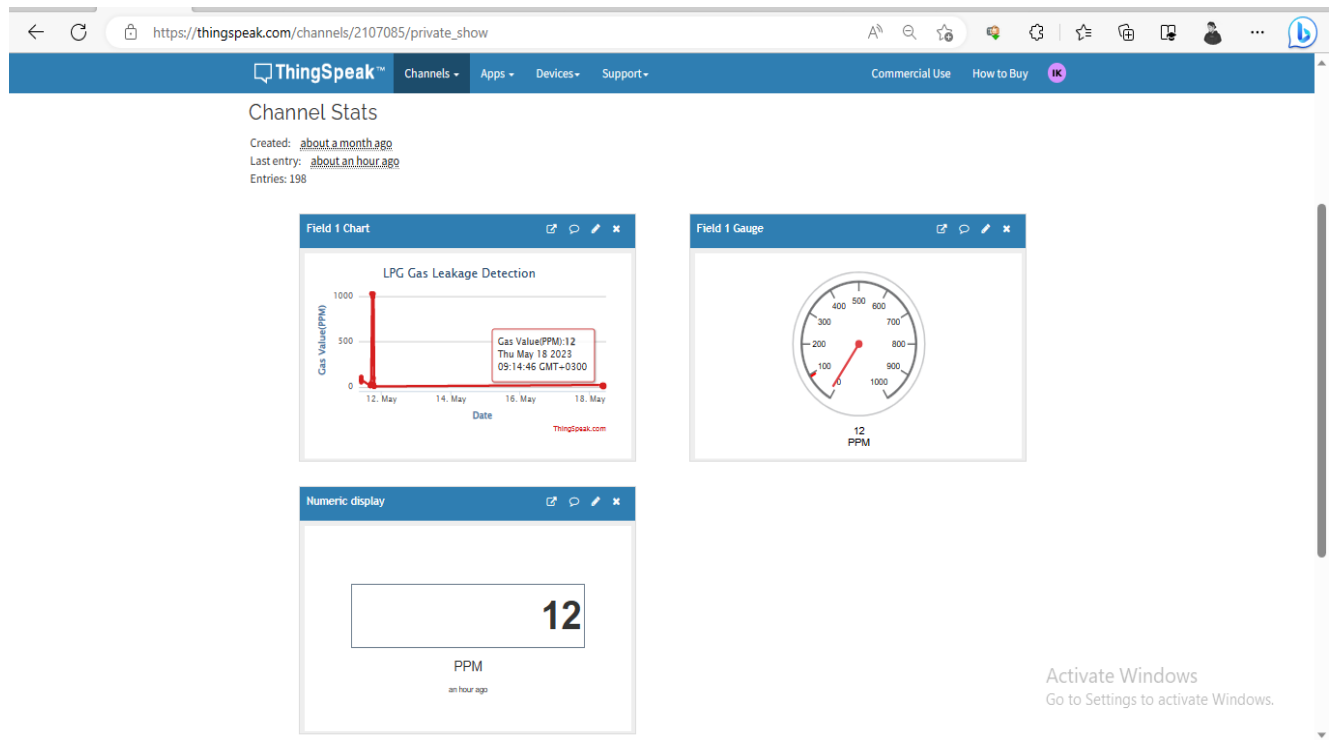 https://thingspeak.com/channels/2107085/private_show
ThingSpeak™ Channels Apps Devices Support Commercial Use How to Buy IK
Channel Stats
Created: about a month ago
Last entry: about an hour ago
Entries: 198
Field 1 Chart
LPG Gas Leakage Detection
Gas Value(PPM)
1000
500
0
Gas Value(PPM):12
Thu May 18 2023
09:14:46 GMT+0300
12. May 14. May 16. May 18. May
Date
ThingSpeak.com
Field 1 Gauge
0
100
200
300
400
500
600
700
800
900
1000
12
PPM
Numeric display
12
PPM
an hour ago
Activate Windows
Go to Settings to activate Windows.